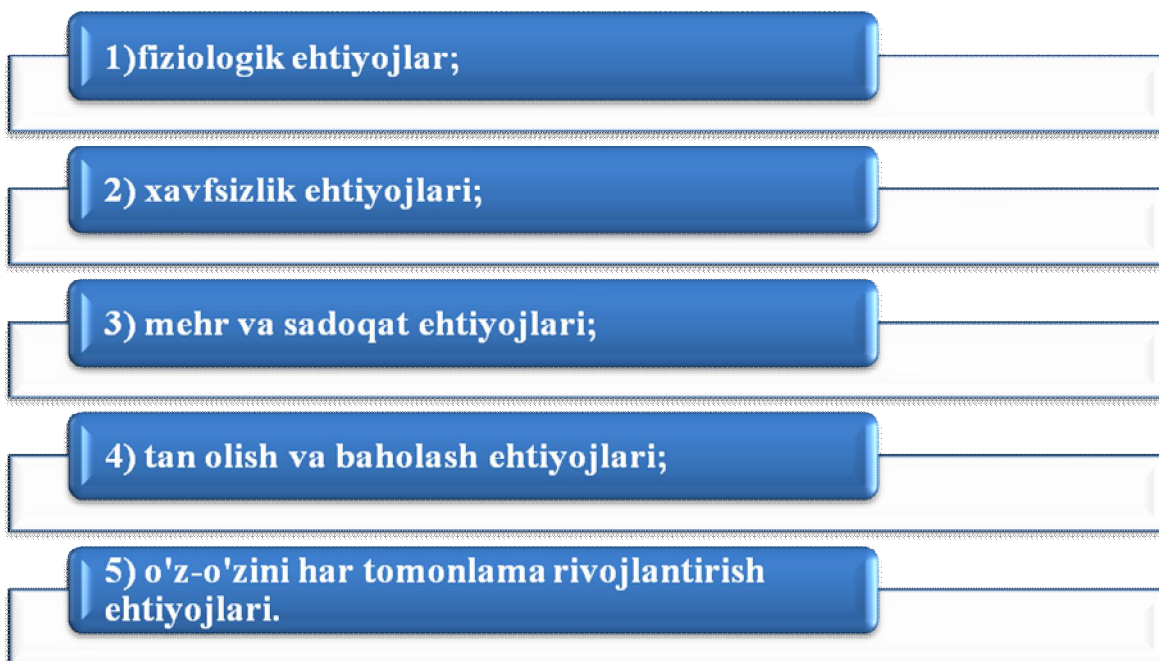 1)fiziologik ehtiyojlar;
2) xavfsizlik ehtiyojlari;
3) mehr va sadoqat ehtiyojlari;
4) tan olish va baholash ehtiyojlari;
5) o'z-o'zini har tomonlama rivojlantirish
ehtiyojlari.